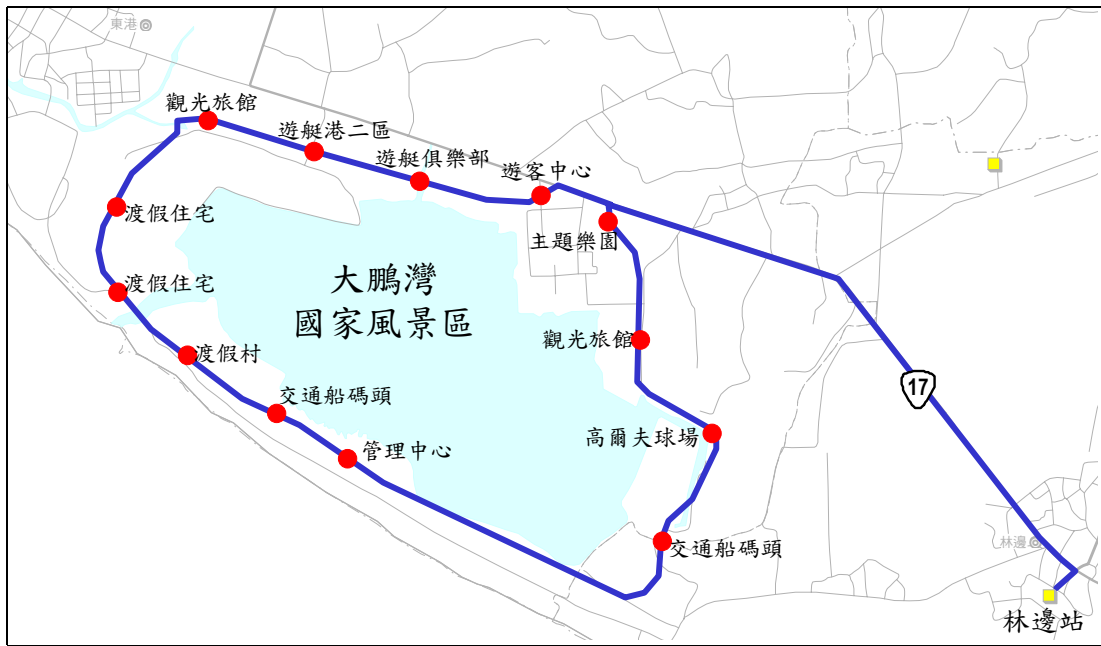 東港
觀光旅館
遊艇港二區
遊艇俱樂部
遊客中心
渡假住宅
主題樂園
大鵬灣
國家風景區
渡假住宅
觀光旅館
渡假村
17
交通船碼頭
高爾夫球場
管理中心
交通船碼頭
林邊
林邊站